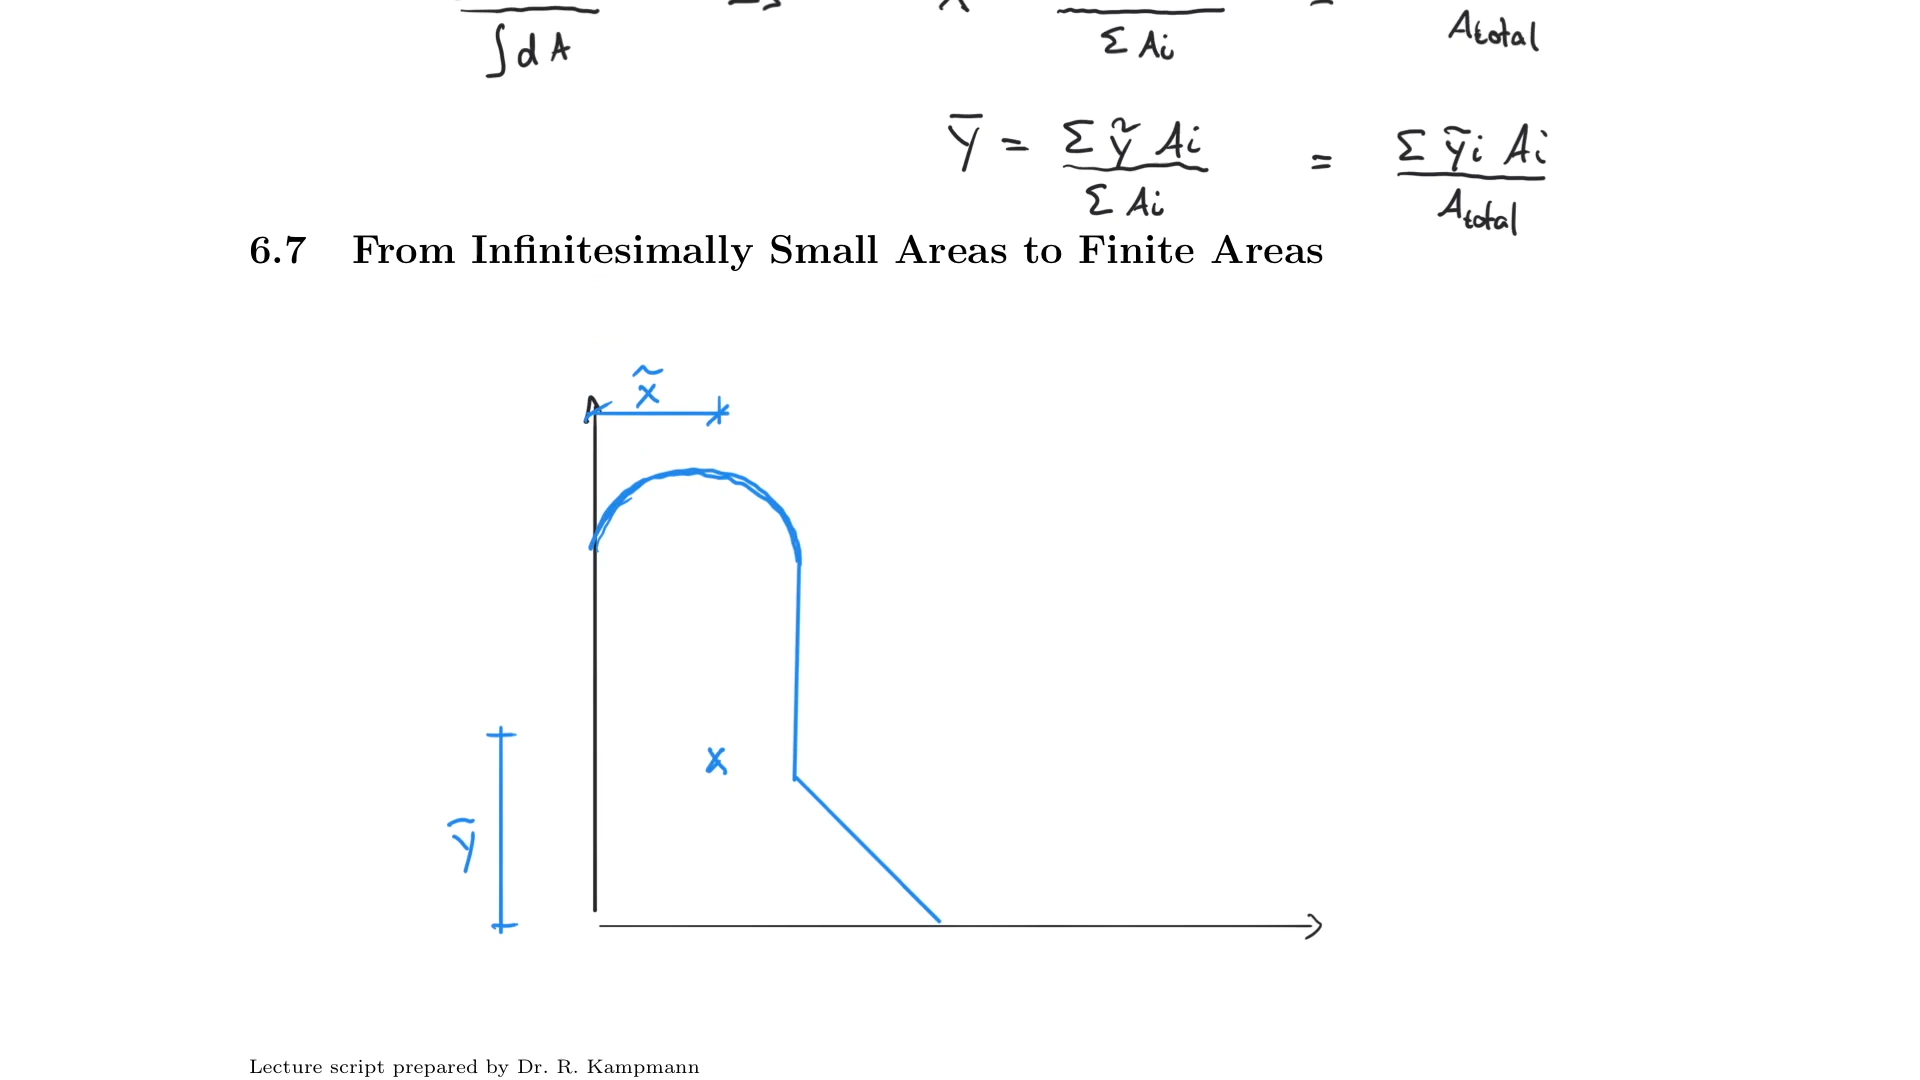 ∫dA
Σ Ai
Atotal
Y̅ = Σ ỹ Ai / Σ Ai = Σ ỹi Ai / Atotal
6.7 From Infinitesimally Small Areas to Finite Areas
x̃
x
ỹ
Lecture script prepared by Dr. R. Kampmann